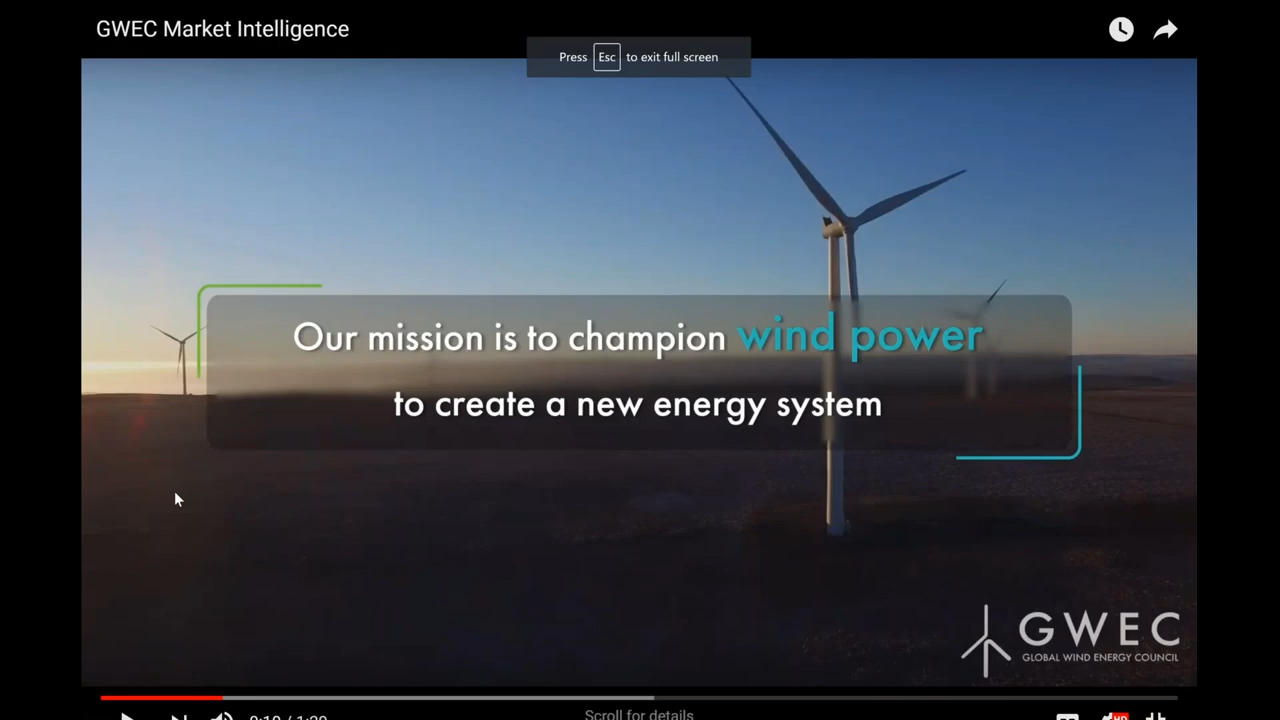 GWEC Market Intelligence
Press Esc to exit full screen
Our mission is to champion wind power
to create a new energy system
GWEC
GLOBAL WIND ENERGY COUNCIL
Scroll for details